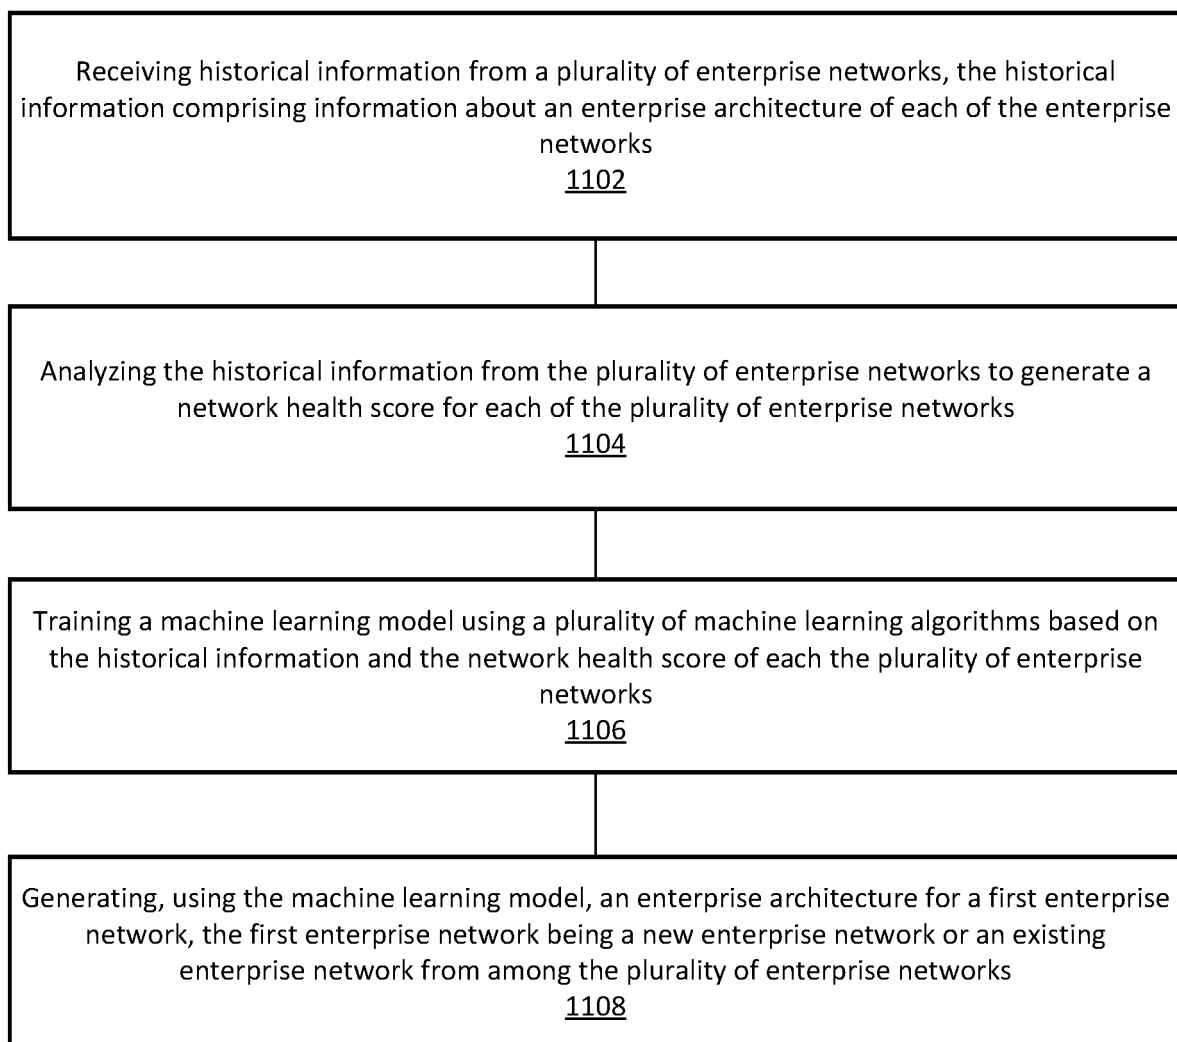 Receiving historical information from a plurality of enterprise networks, the historical
information comprising information about an enterprise architecture of each of the enterprise
networks
1102
Analyzing the historical information from the plurality of enterprise networks to generate a
network health score for each of the plurality of enterprise networks
1104
Training a machine learning model using a plurality of machine learning algorithms based on
the historical information and the network health score of each the plurality of enterprise
networks
1106
Generating, using the machine learning model, an enterprise architecture for a first enterprise
network, the first enterprise network being a new enterprise network or an existing
enterprise network from among the plurality of enterprise networks
1108